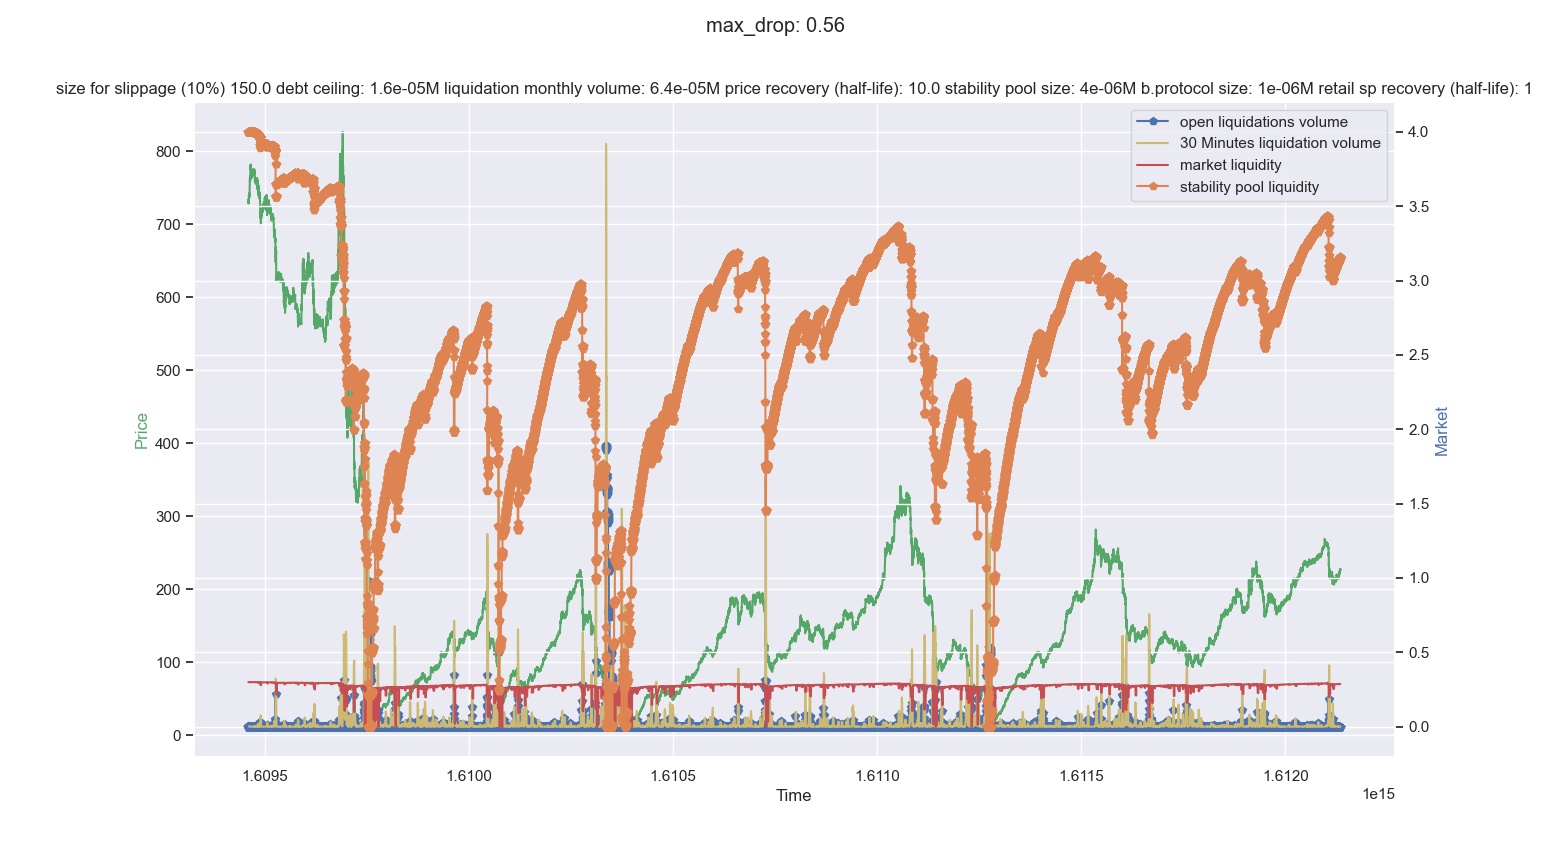 max_drop: 0.56
size for slippage (10%) 150.0 debt ceiling: 1.6e-05M liquidation monthly volume: 6.4e-05M price recovery (half-life): 10.0 stability pool size: 4e-06M b.protocol size: 1e-06M retail sp recovery (half-life): 1
open liquidations volume
30 Minutes liquidation volume
market liquidity
stability pool liquidity
800
700
600
500
400
300
200
100
0
Price
4.0
3.5
3.0
2.5
2.0
1.5
1.0
0.5
0.0
Market
1.6095 1.6100 1.6105 1.6110 1.6115 1.6120
Time
1e15